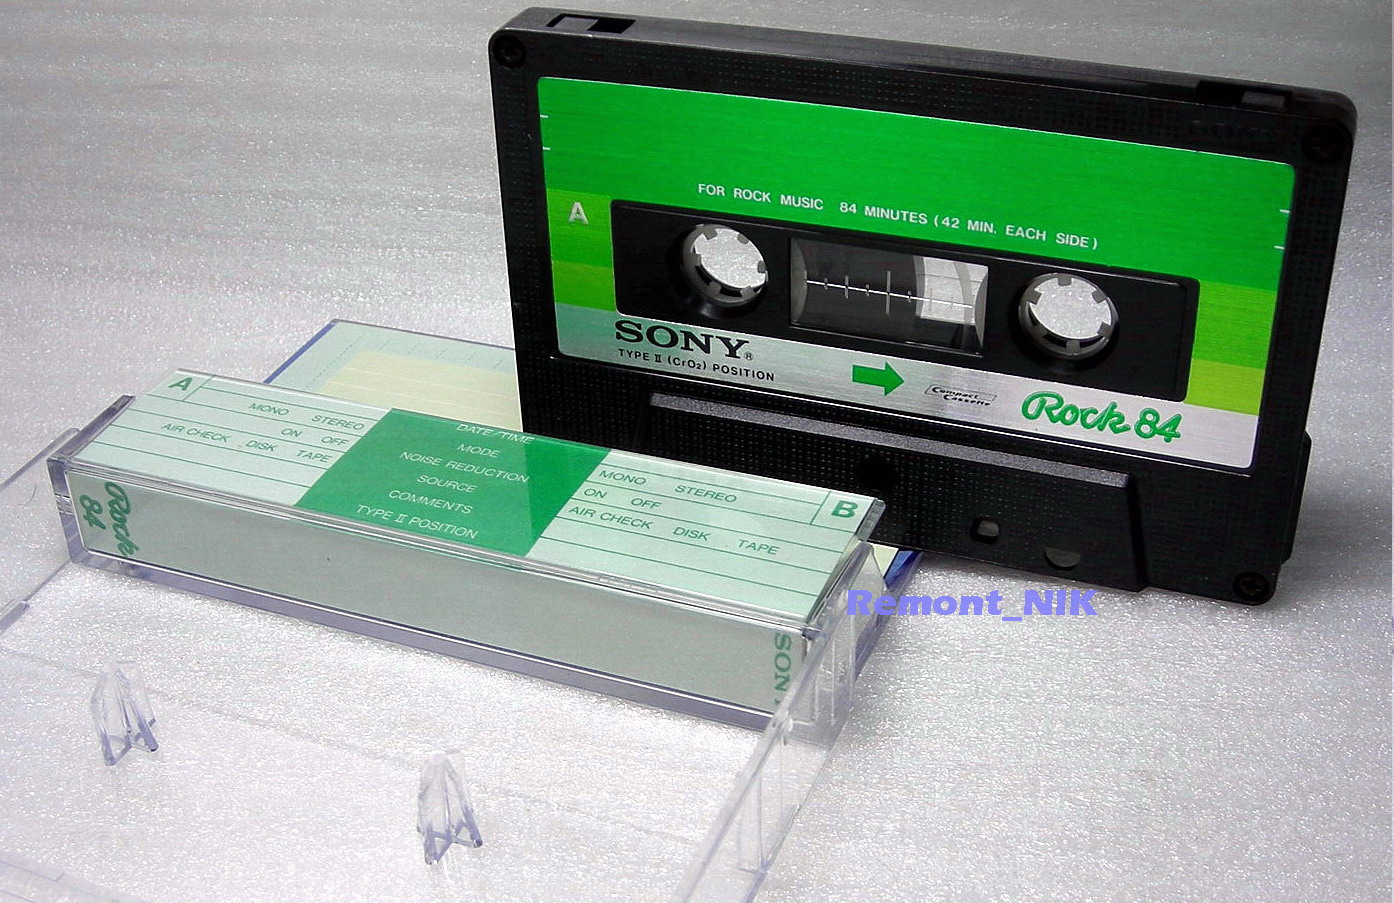 A
FOR ROCK MUSIC 84 MINUTES (42 MIN. EACH SIDE)
SONY®
TYPE II (CrO₂) POSITION
Compact
Cassette
Rock 84
A
MONO STEREO
ON OFF
AIR CHECK DISK TAPE
DATE/TIME
MODE
NOISE REDUCTION
SOURCE
COMMENTS
TYPE II POSITION
B
MONO STEREO
ON OFF
AIR CHECK DISK TAPE
Rock
84
SONY
Remont_NIK